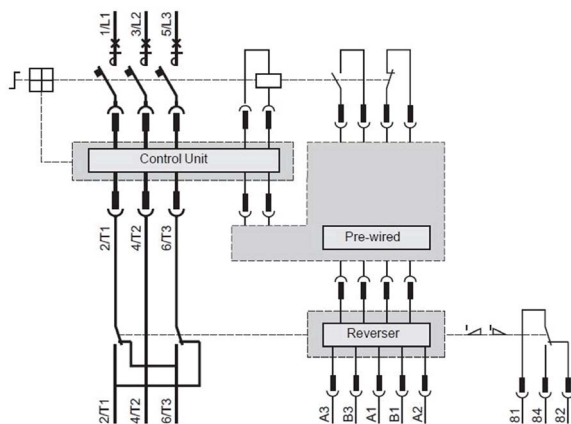 1/L1 3/L2 5/L3
Control Unit
2/T1 4/T2 6/T3
Pre-wired
Reverser
2/T1 4/T2 6/T3
A3 B3 A1 B1 A2
81 84 82